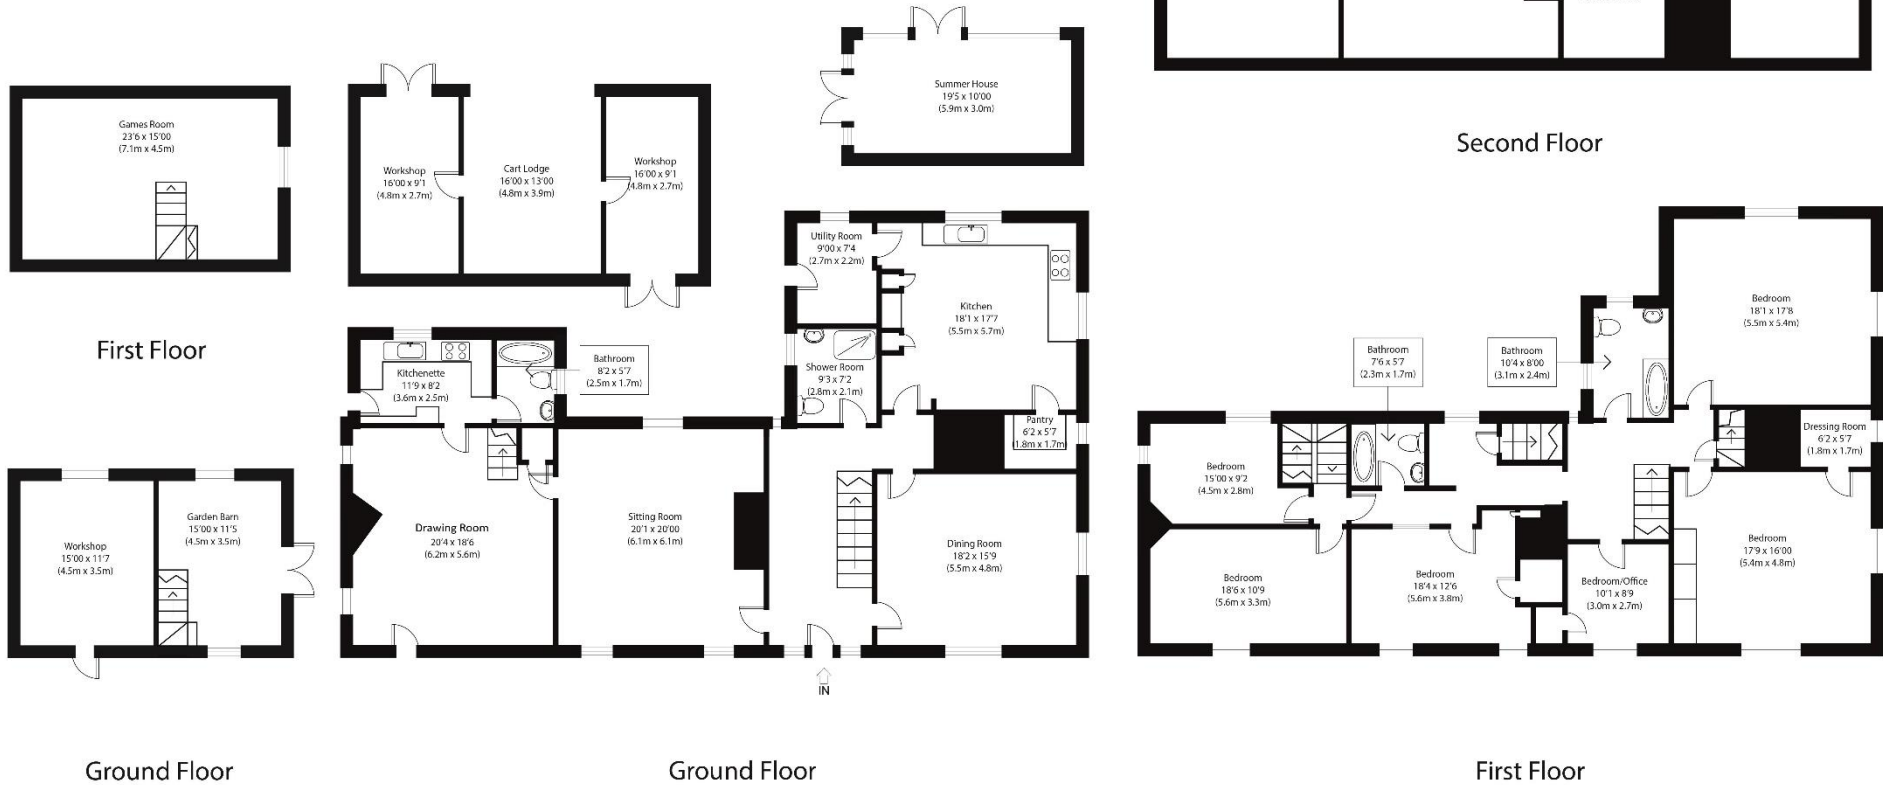 Summer House
19'5 x 10'00
(5.9m x 3.0m)
Second Floor
Games Room
23'6 x 15'00
(7.1m x 4.5m)
First Floor
Workshop
16'00 x 9'1
(4.8m x 2.7m)
Cart Lodge
16'00 x 13'00
(4.8m x 3.9m)
Workshop
16'00 x 9'1
(4.8m x 2.7m)
Utility Room
9'00 x 7'4
(2.7m x 2.2m)
Kitchen
18'1 x 17'7
(5.5m x 5.7m)
Shower Room
9'3 x 7'2
(2.8m x 2.1m)
Pantry
6'2 x 5'7
(1.8m x 1.7m)
Kitchenette
11'9 x 8'2
(3.6m x 2.5m)
Bathroom
8'2 x 5'7
(2.5m x 1.7m)
Drawing Room
20'4 x 18'6
(6.2m x 5.6m)
Sitting Room
20'1 x 20'00
(6.1m x 6.1m)
Dining Room
18'2 x 15'9
(5.5m x 4.8m)
IN
Workshop
15'00 x 11'7
(4.5m x 3.5m)
Garden Barn
15'00 x 11'5
(4.5m x 3.5m)
Ground Floor
Ground Floor
Bedroom
18'1 x 17'8
(5.5m x 5.4m)
Bathroom
7'6 x 5'7
(2.3m x 1.7m)
Bathroom
10'4 x 8'00
(3.1m x 2.4m)
Dressing Room
6'2 x 5'7
(1.8m x 1.7m)
Bedroom
15'00 x 9'2
(4.5m x 2.8m)
Bedroom
18'6 x 10'9
(5.6m x 3.3m)
Bedroom
18'4 x 12'6
(5.6m x 3.8m)
Bedroom/Office
10'1 x 8'9
(3.0m x 2.7m)
Bedroom
17'9 x 16'00
(5.4m x 4.8m)
First Floor